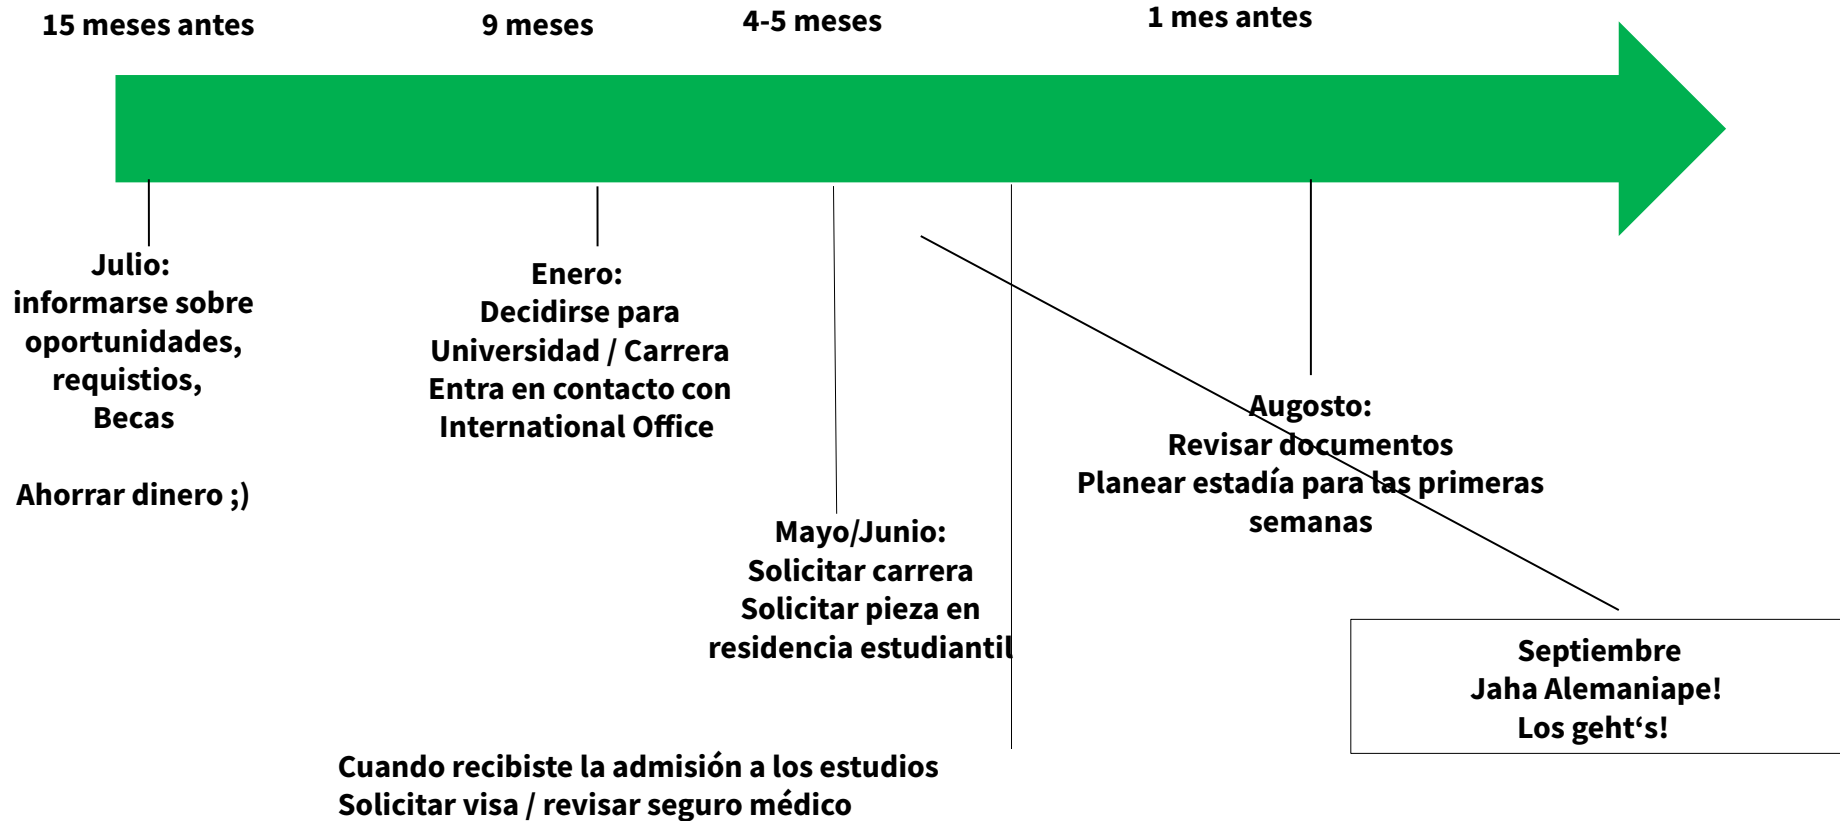 15 meses antes
9 meses
4-5 meses
1 mes antes
Julio:
informarse sobre
oportunidades,
requistios,
Becas
Ahorrar dinero ;)
Enero:
Decidirse para
Universidad / Carrera
Entra en contacto con
International Office
Mayo/Junio:
Solicitar carrera
Solicitar pieza en
residencia estudiantil
Cuando recibiste la admisión a los estudios
Solicitar visa / revisar seguro médico
Augosto:
Revisar documentos
Planear estadía para las primeras
semanas
Septiembre
Jaha Alemaniape!
Los geht‘s!